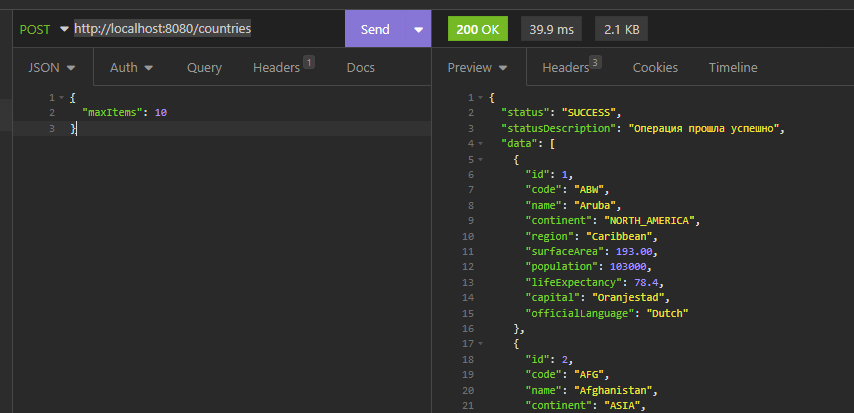 POST http://localhost:8080/countries Send 200 OK 39.9 ms 2.1 KB
JSON Auth Query Headers 1 Docs Preview Headers 3 Cookies Timeline
1 {
2 "maxItems": 10
3 }
1 {
2 "status": "SUCCESS",
3 "statusDescription": "Операция прошла успешно",
4 "data": [
5 {
6 "id": 1,
7 "code": "ABW",
8 "name": "Aruba",
9 "continent": "NORTH_AMERICA",
10 "region": "Caribbean",
11 "surfaceArea": 193.00,
12 "population": 103000,
13 "lifeExpectancy": 78.4,
14 "capital": "Oranjestad",
15 "officialLanguage": "Dutch"
16 },
17 {
18 "id": 2,
19 "code": "AFG",
20 "name": "Afghanistan",
21 "continent": "ASIA",